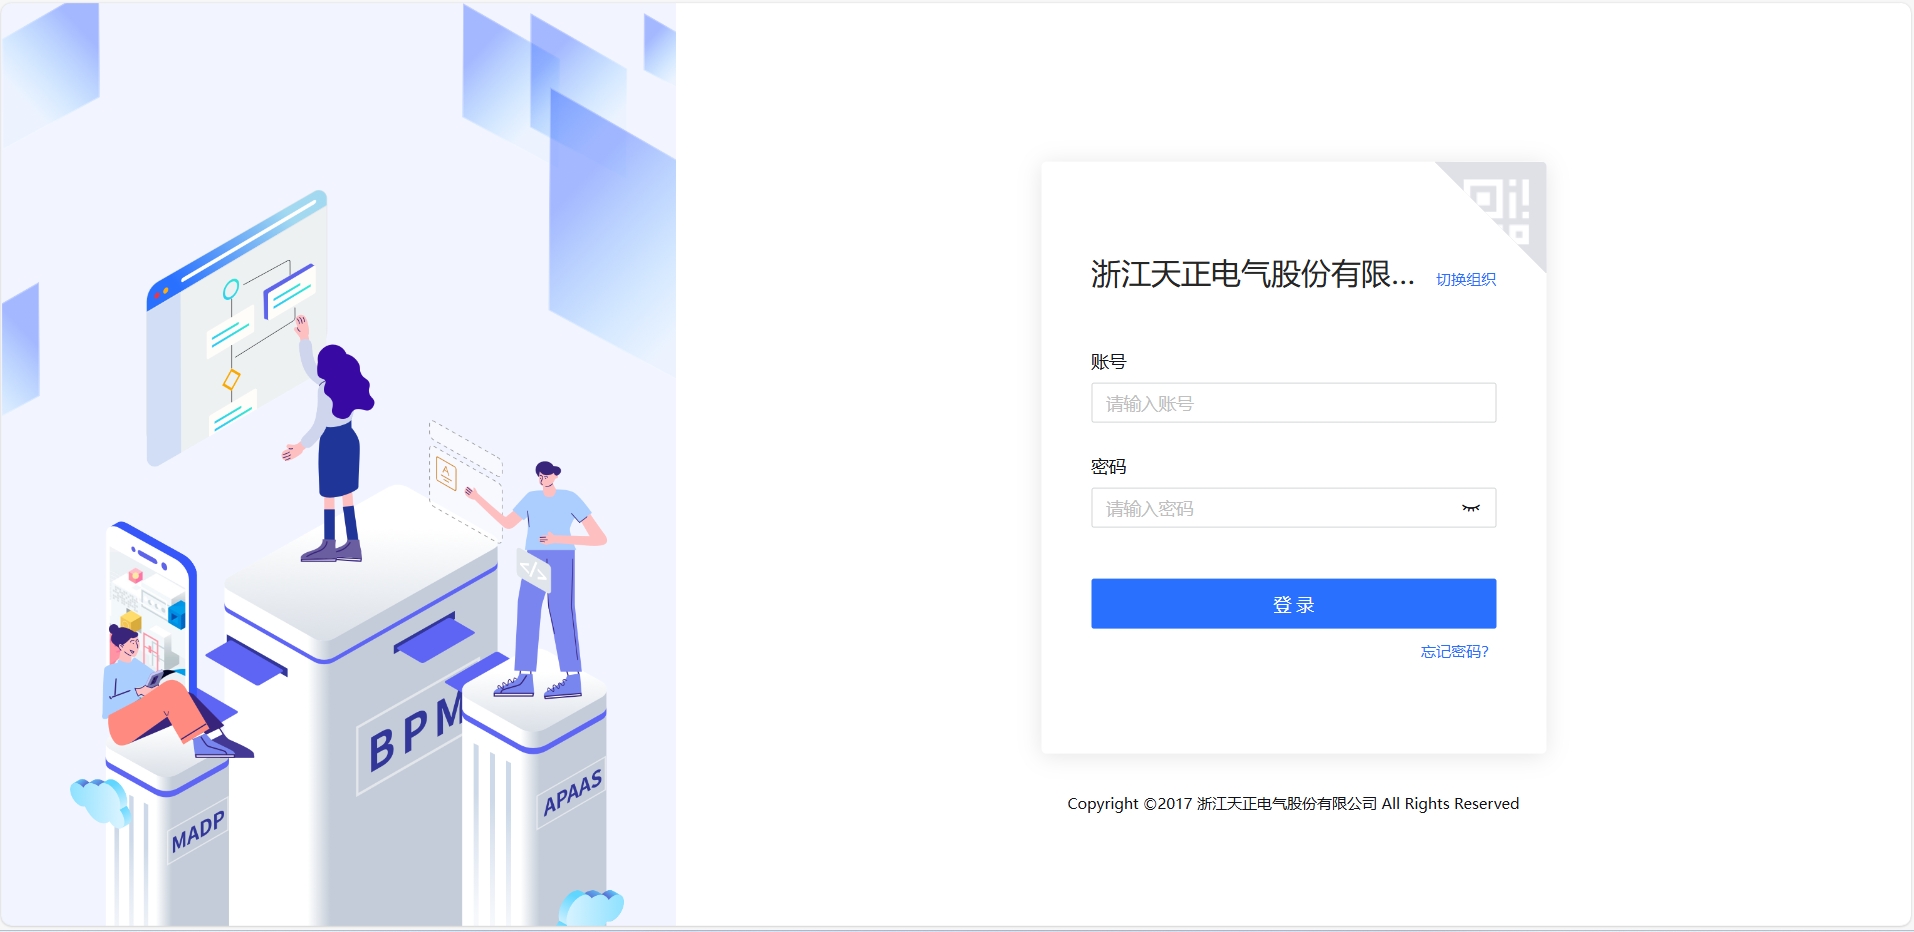 浙江天正电气股份有限... 切换组织
账号
请输入账号
密码
请输入密码
登录
忘记密码?
Copyright ©2017 浙江天正电气股份有限公司 All Rights Reserved
A
</>
BPM
APAAS
MADP